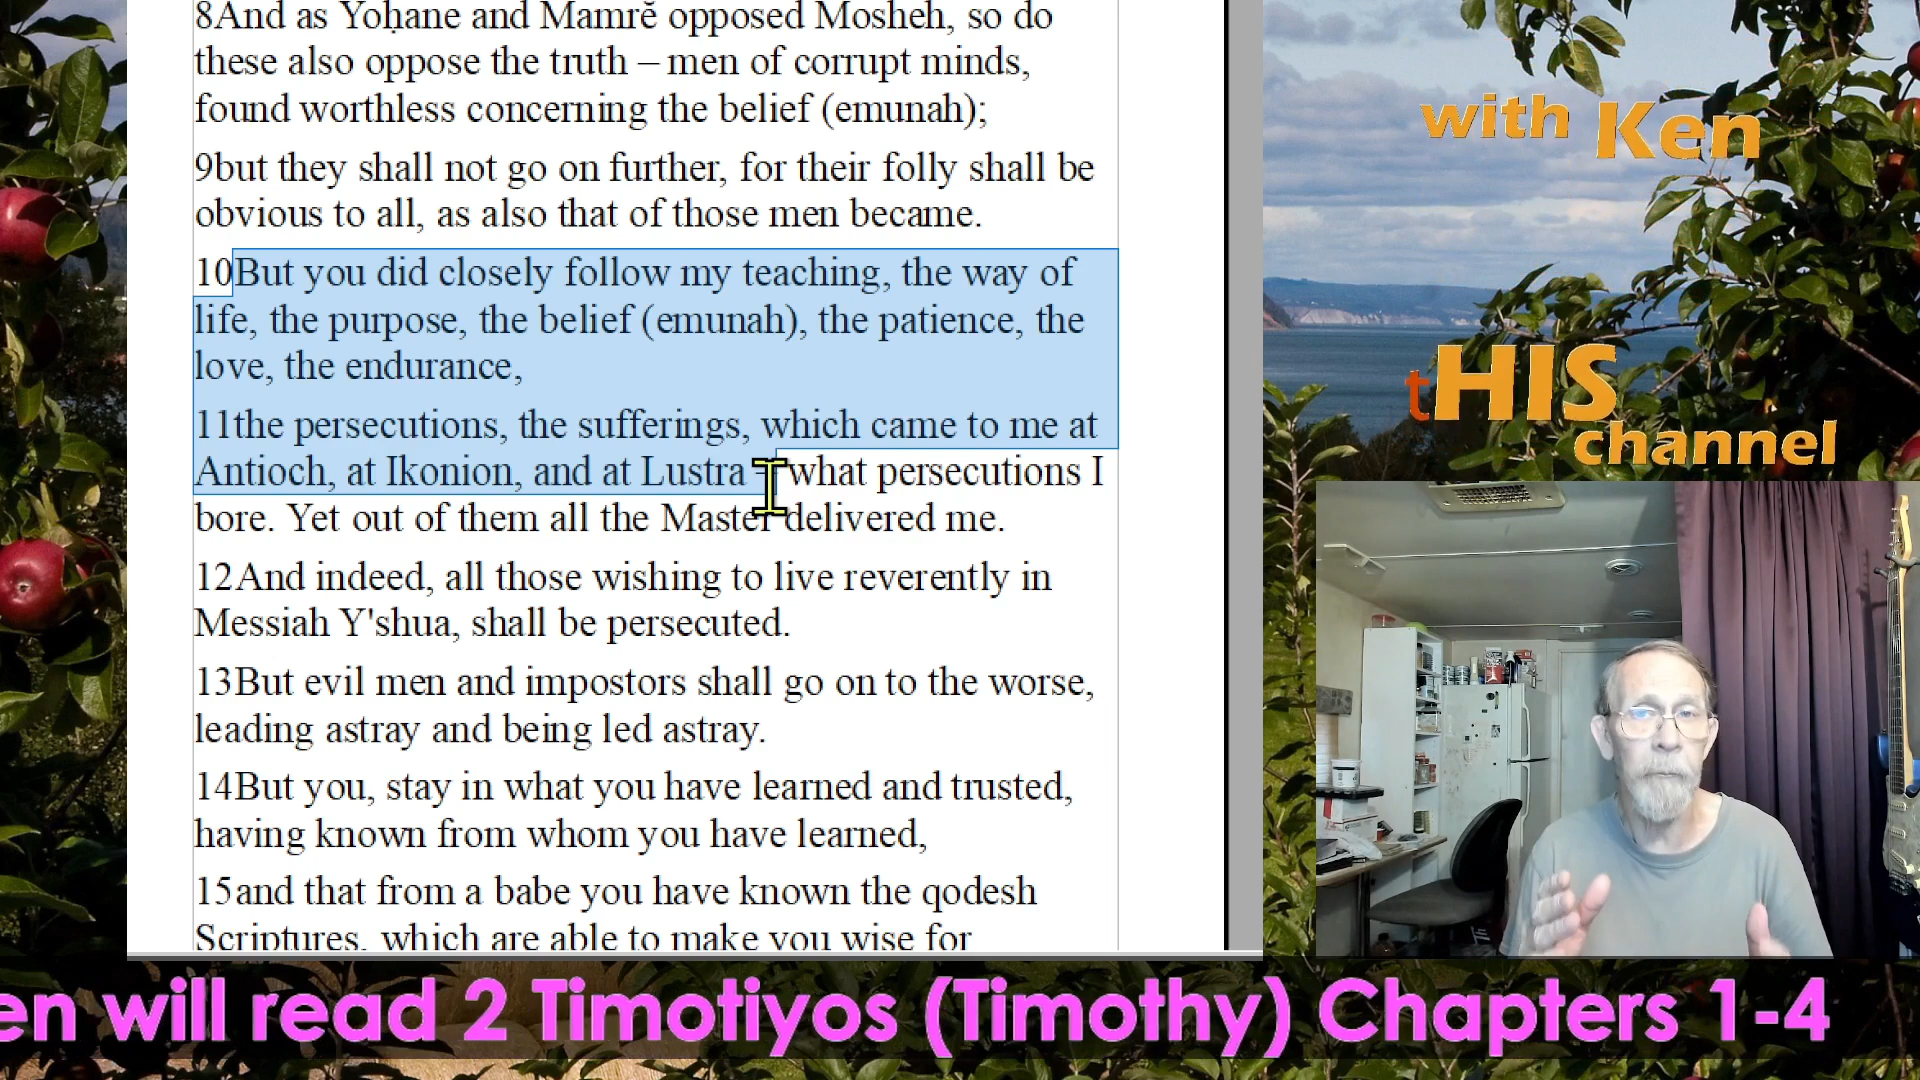 8And as Yoḥane and Mamrĕ opposed Mosheh, so do
these also oppose the truth – men of corrupt minds,
found worthless concerning the belief (emunah);
9but they shall not go on further, for their folly shall be
obvious to all, as also that of those men became.
10But you did closely follow my teaching, the way of
life, the purpose, the belief (emunah), the patience, the
love, the endurance,
11the persecutions, the sufferings, which came to me at
Antioch, at Ikonion, and at Lustra – what persecutions I
bore. Yet out of them all the Master delivered me.
12And indeed, all those wishing to live reverently in
Messiah Y'shua, shall be persecuted.
13But evil men and impostors shall go on to the worse,
leading astray and being led astray.
14But you, stay in what you have learned and trusted,
having known from whom you have learned,
15and that from a babe you have known the qodesh
Scriptures, which are able to make you wise for
with Ken
tHIS
channel
en will read 2 Timotiyos (Timothy) Chapters 1-4